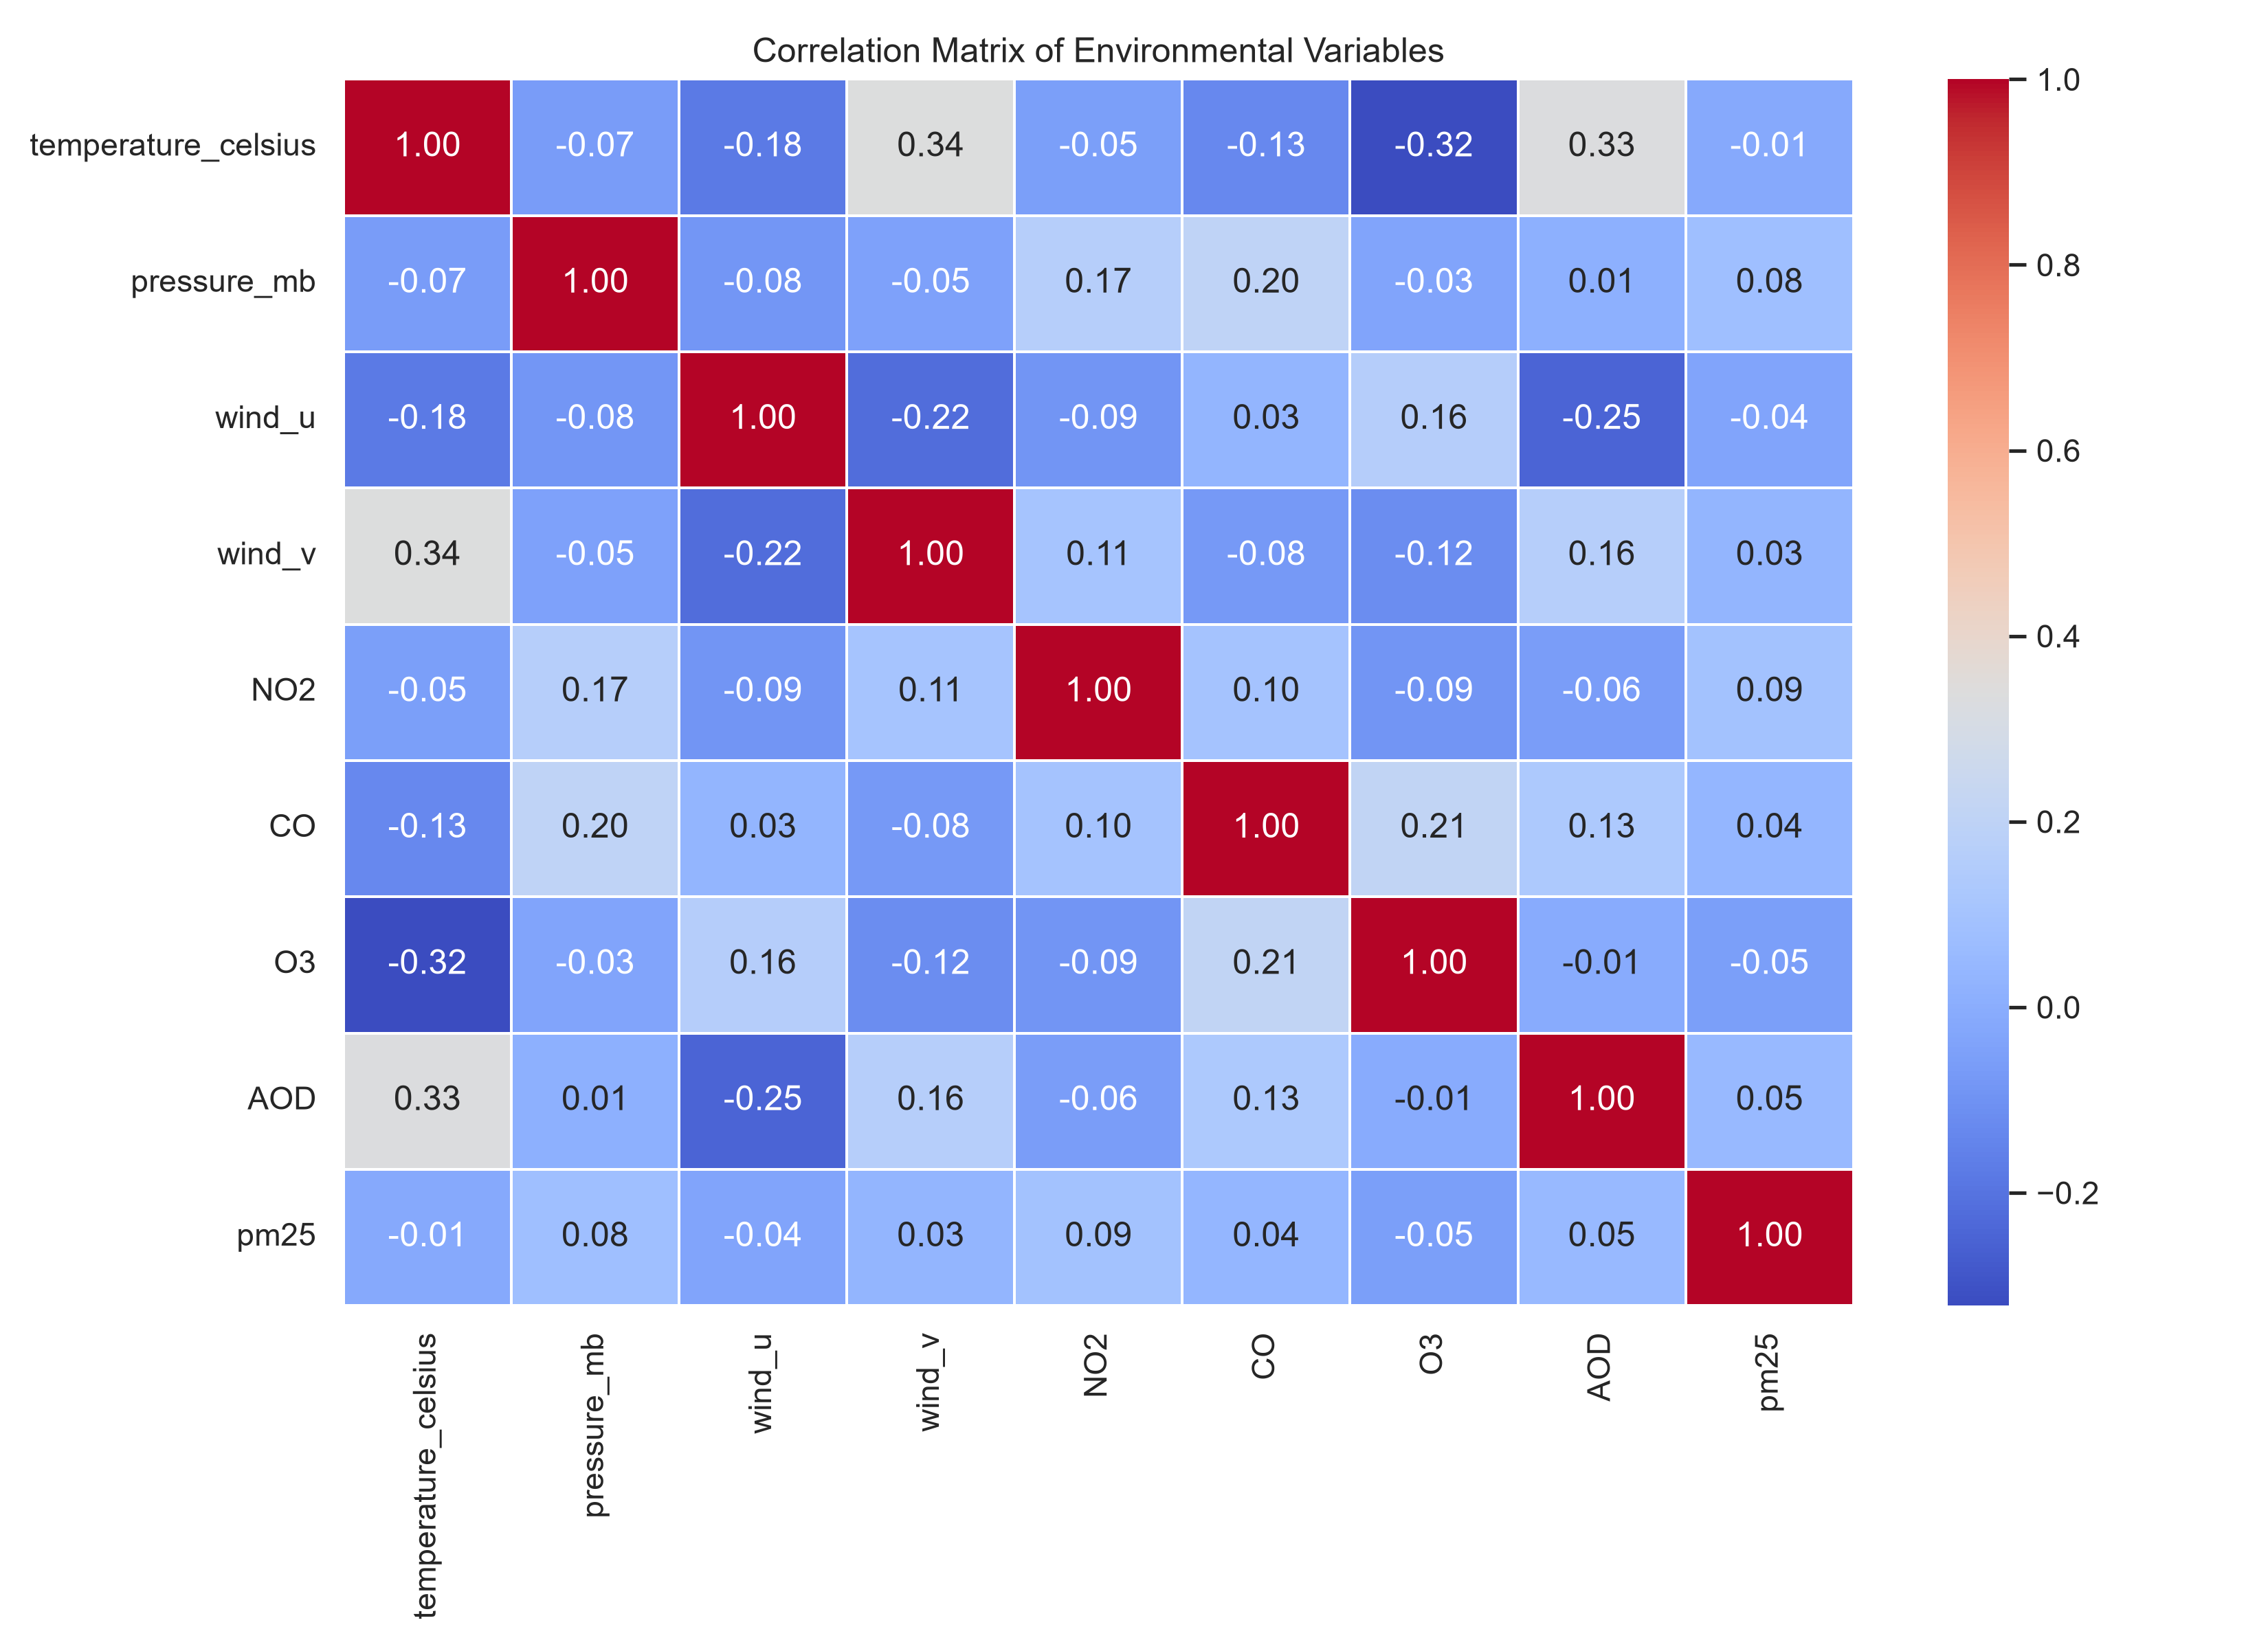 Correlation Matrix of Environmental Variables
temperature_celsius 1.00 -0.07 -0.18 0.34 -0.05 -0.13 -0.32 0.33 -0.01
pressure_mb -0.07 1.00 -0.08 -0.05 0.17 0.20 -0.03 0.01 0.08
wind_u -0.18 -0.08 1.00 -0.22 -0.09 0.03 0.16 -0.25 -0.04
wind_v 0.34 -0.05 -0.22 1.00 0.11 -0.08 -0.12 0.16 0.03
NO2 -0.05 0.17 -0.09 0.11 1.00 0.10 -0.09 -0.06 0.09
CO -0.13 0.20 0.03 -0.08 0.10 1.00 0.21 0.13 0.04
O3 -0.32 -0.03 0.16 -0.12 -0.09 0.21 1.00 -0.01 -0.05
AOD 0.33 0.01 -0.25 0.16 -0.06 0.13 -0.01 1.00 0.05
pm25 -0.01 0.08 -0.04 0.03 0.09 0.04 -0.05 0.05 1.00
temperature_celsius
pressure_mb
wind_u
wind_v
NO2
CO
O3
AOD
pm25
1.0
0.8
0.6
0.4
0.2
0.0
−0.2